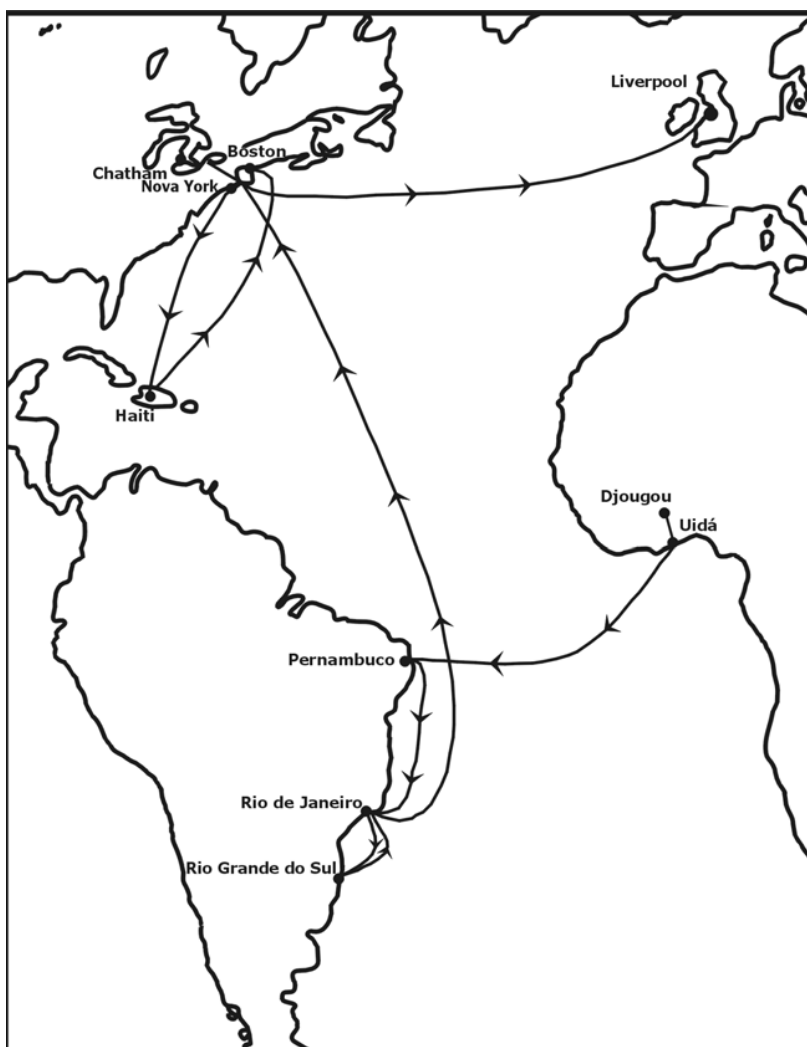 Liverpool
Boston
Chatham
Nova York
Haiti
Djougou
Uidá
Pernambuco
Rio de Janeiro
Rio Grande do Sul